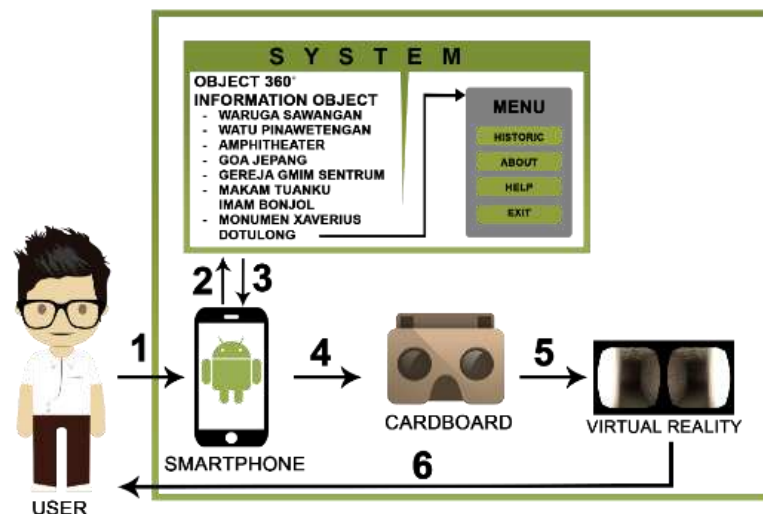 S Y S T E M
OBJECT 360°
INFORMATION OBJECT
- WARUGA SAWANGAN
- WATU PINAWETENGAN
- AMPHITHEATER
- GOA JEPANG
- GEREJA GMIM SENTRUM
- MAKAM TUANKU
IMAM BONJOL
- MONUMEN XAVERIUS
DOTULONG
MENU
HISTORIC
ABOUT
HELP
EXIT
2
3
1
4
5
SMARTPHONE
CARDBOARD
VIRTUAL REALITY
6
USER